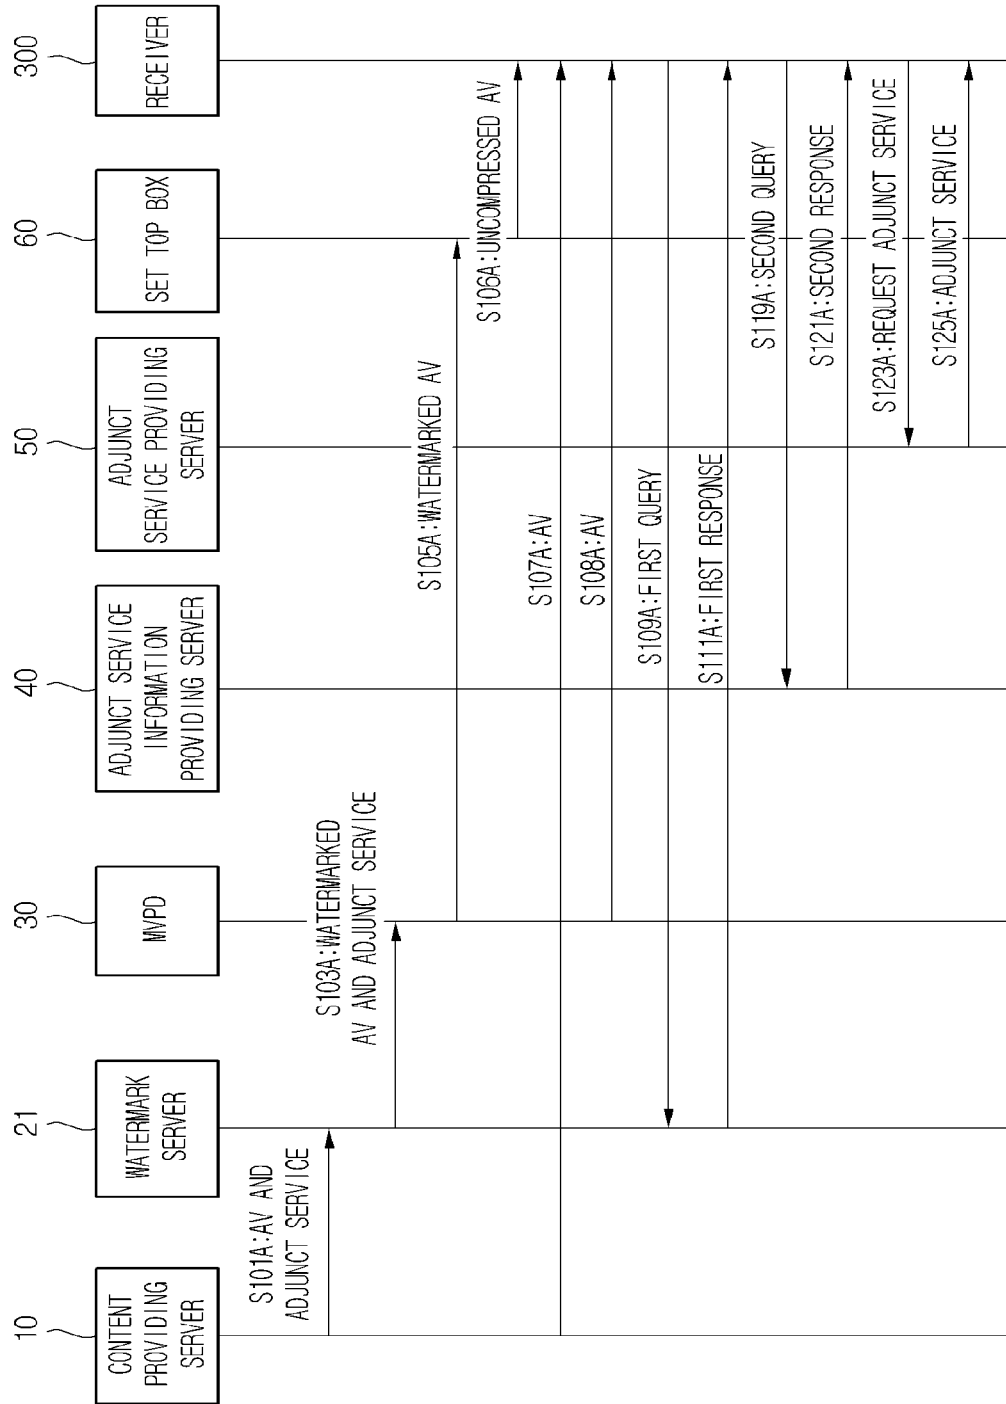 10
CONTENT
PROVIDING
SERVER
21
WATERMARK
SERVER
30
MVPD
40
ADJUNCT SERVICE
INFORMATION
PROVIDING SERVER
50
ADJUNCT
SERVICE PROVIDING
SERVER
60
SET TOP BOX
300
RECEIVER
S101A:AV AND
ADJUNCT SERVICE
S103A:WATERMARKED
AV AND ADJUNCT SERVICE
S105A:WATERMARKED AV
S106A:UNCOMPRESSED AV
S107A:AV
S108A:AV
S109A:FIRST QUERY
S111A:FIRST RESPONSE
S119A:SECOND QUERY
S121A:SECOND RESPONSE
S123A:REQUEST ADJUNCT SERVICE
S125A:ADJUNCT SERVICE